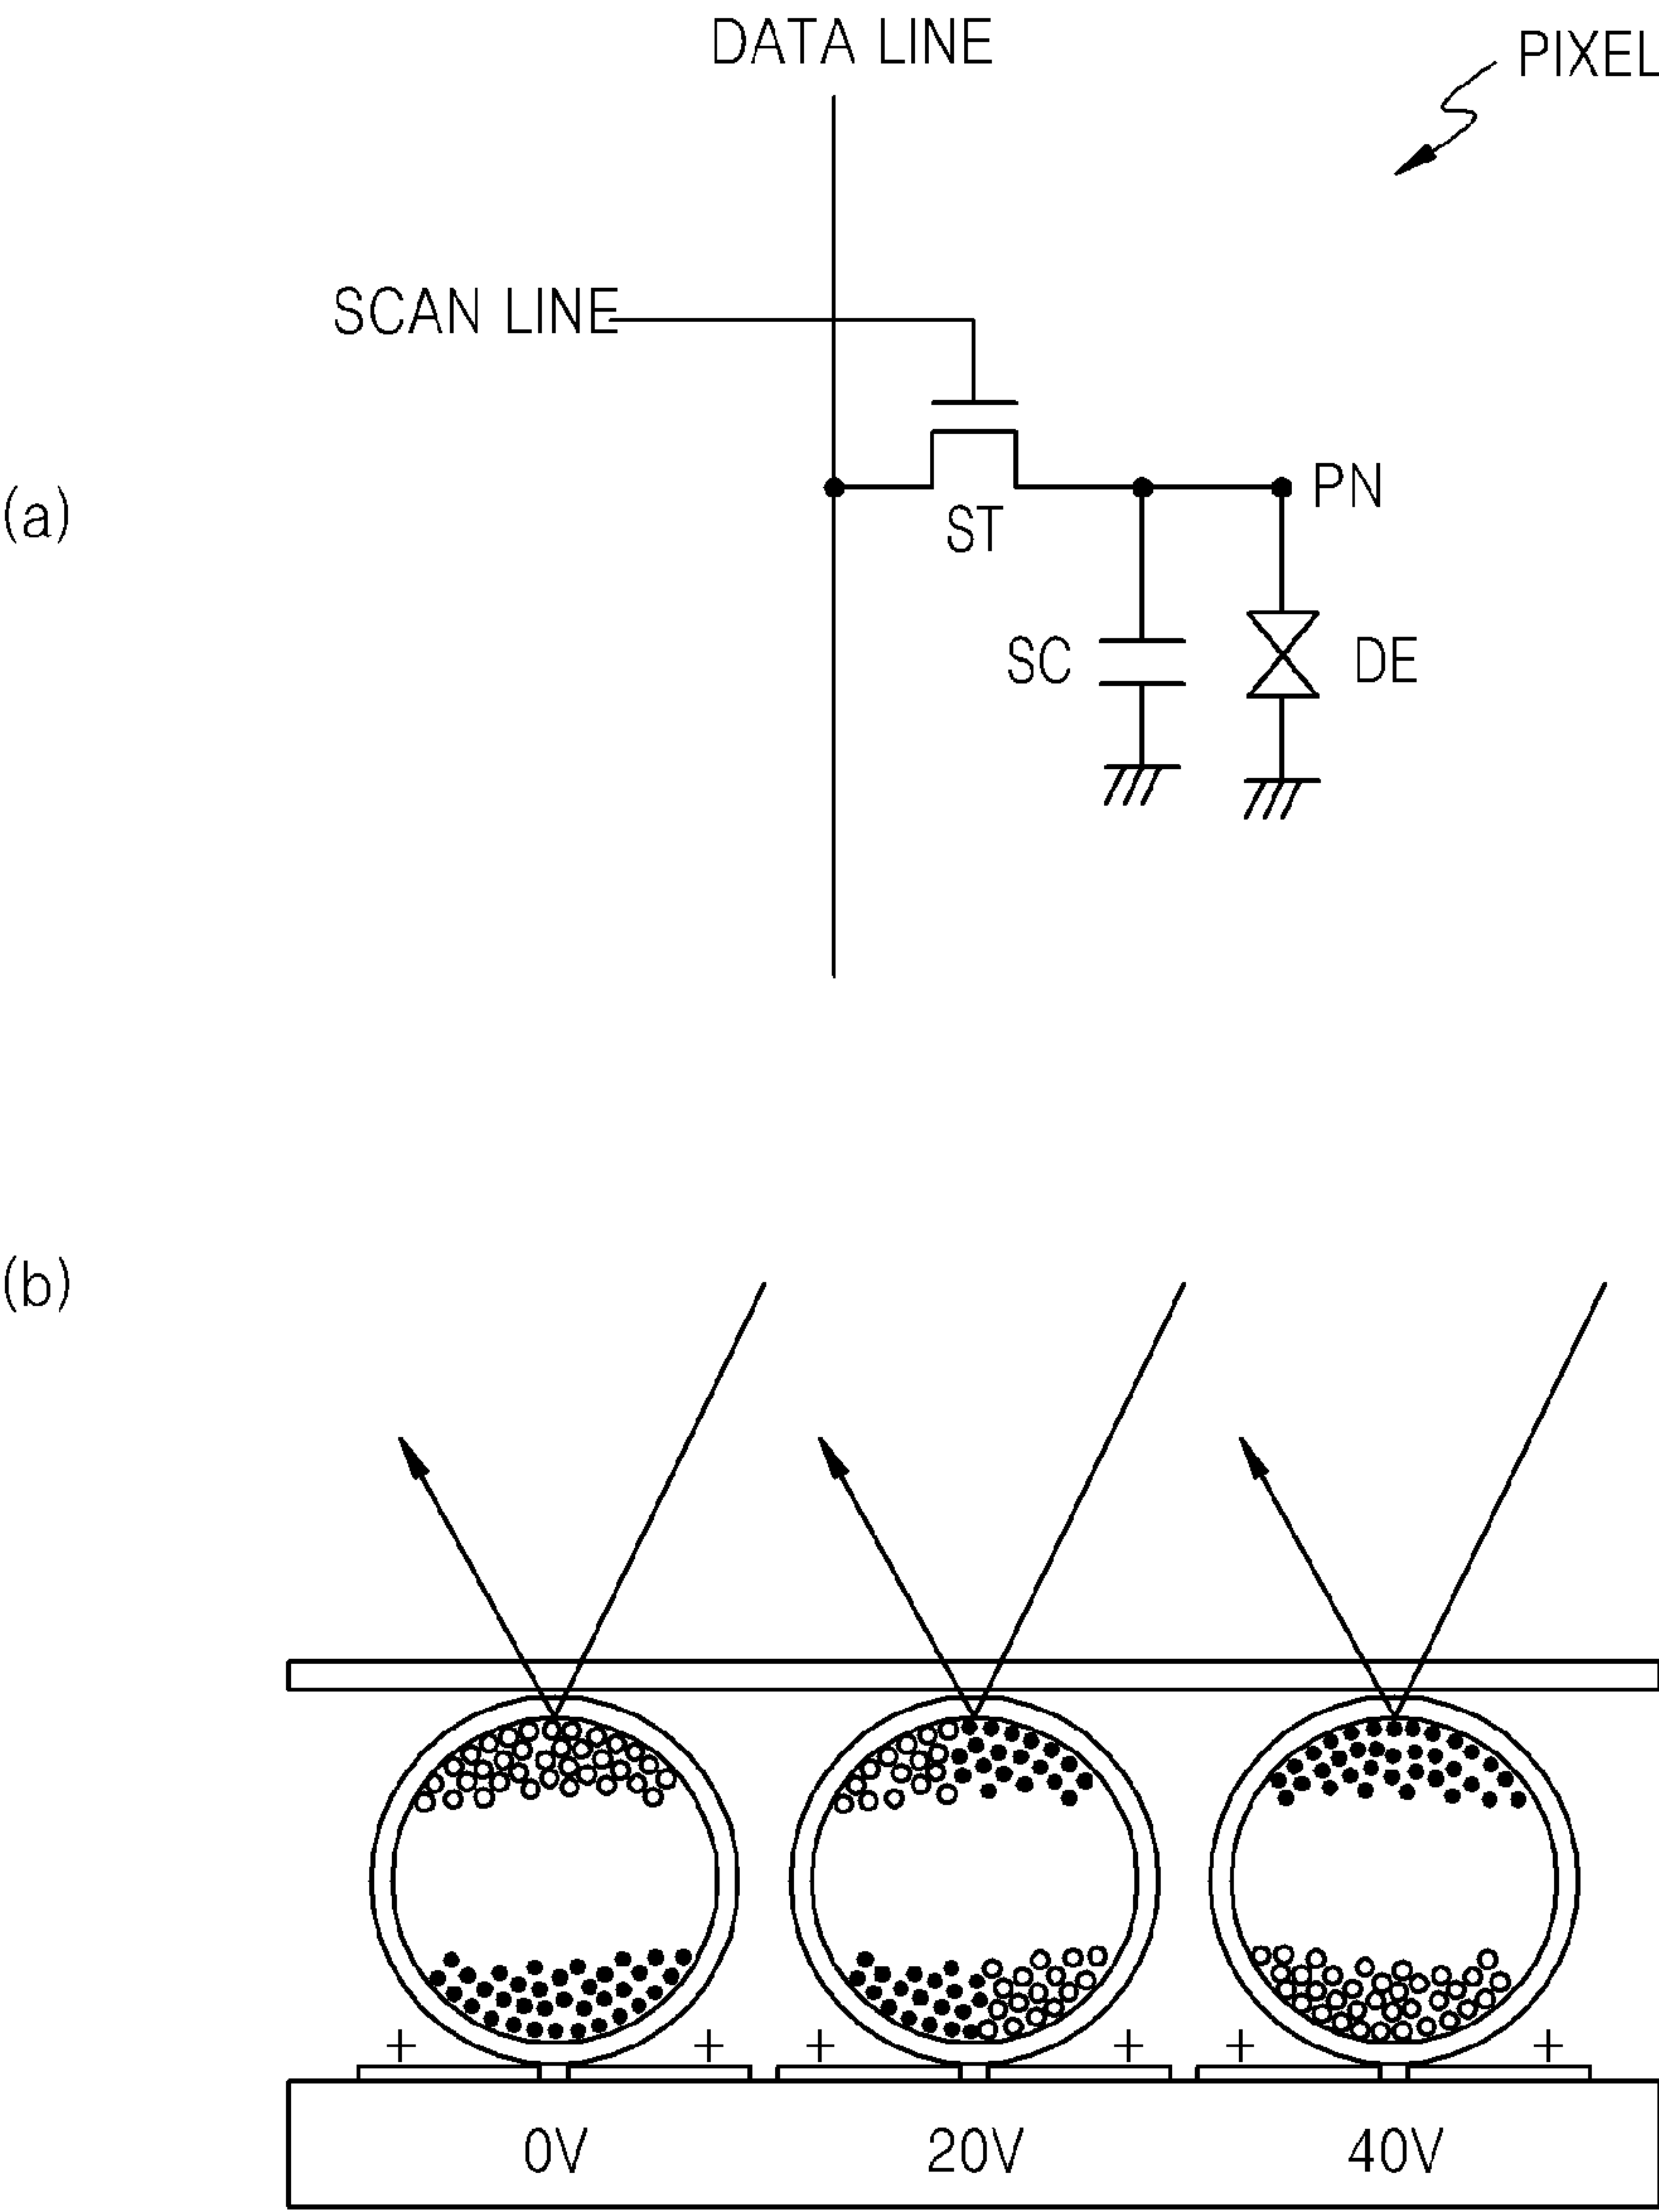 DATA LINE
PIXEL
SCAN LINE
(a)
PN
ST
SC
DE
(b)
+ + + + + +
0V 20V 40V